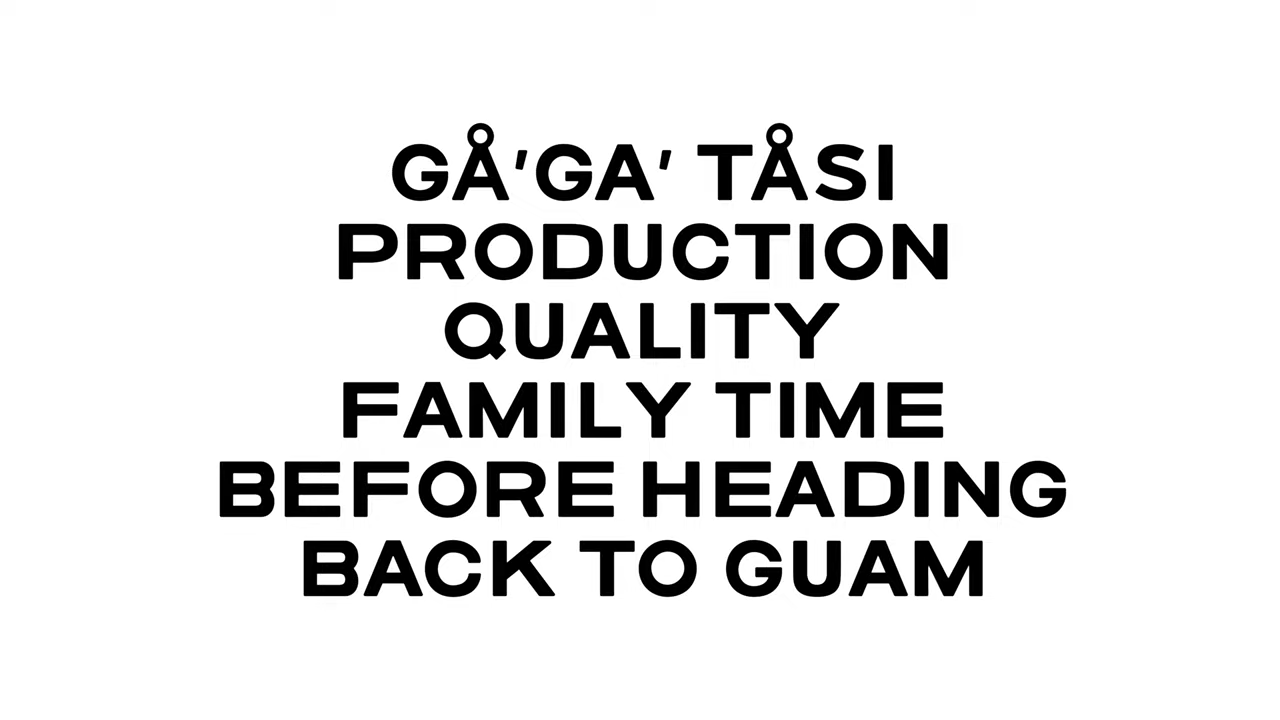 GÅ'GA' TÅSI
PRODUCTION
QUALITY
FAMILY TIME
BEFORE HEADING
BACK TO GUAM